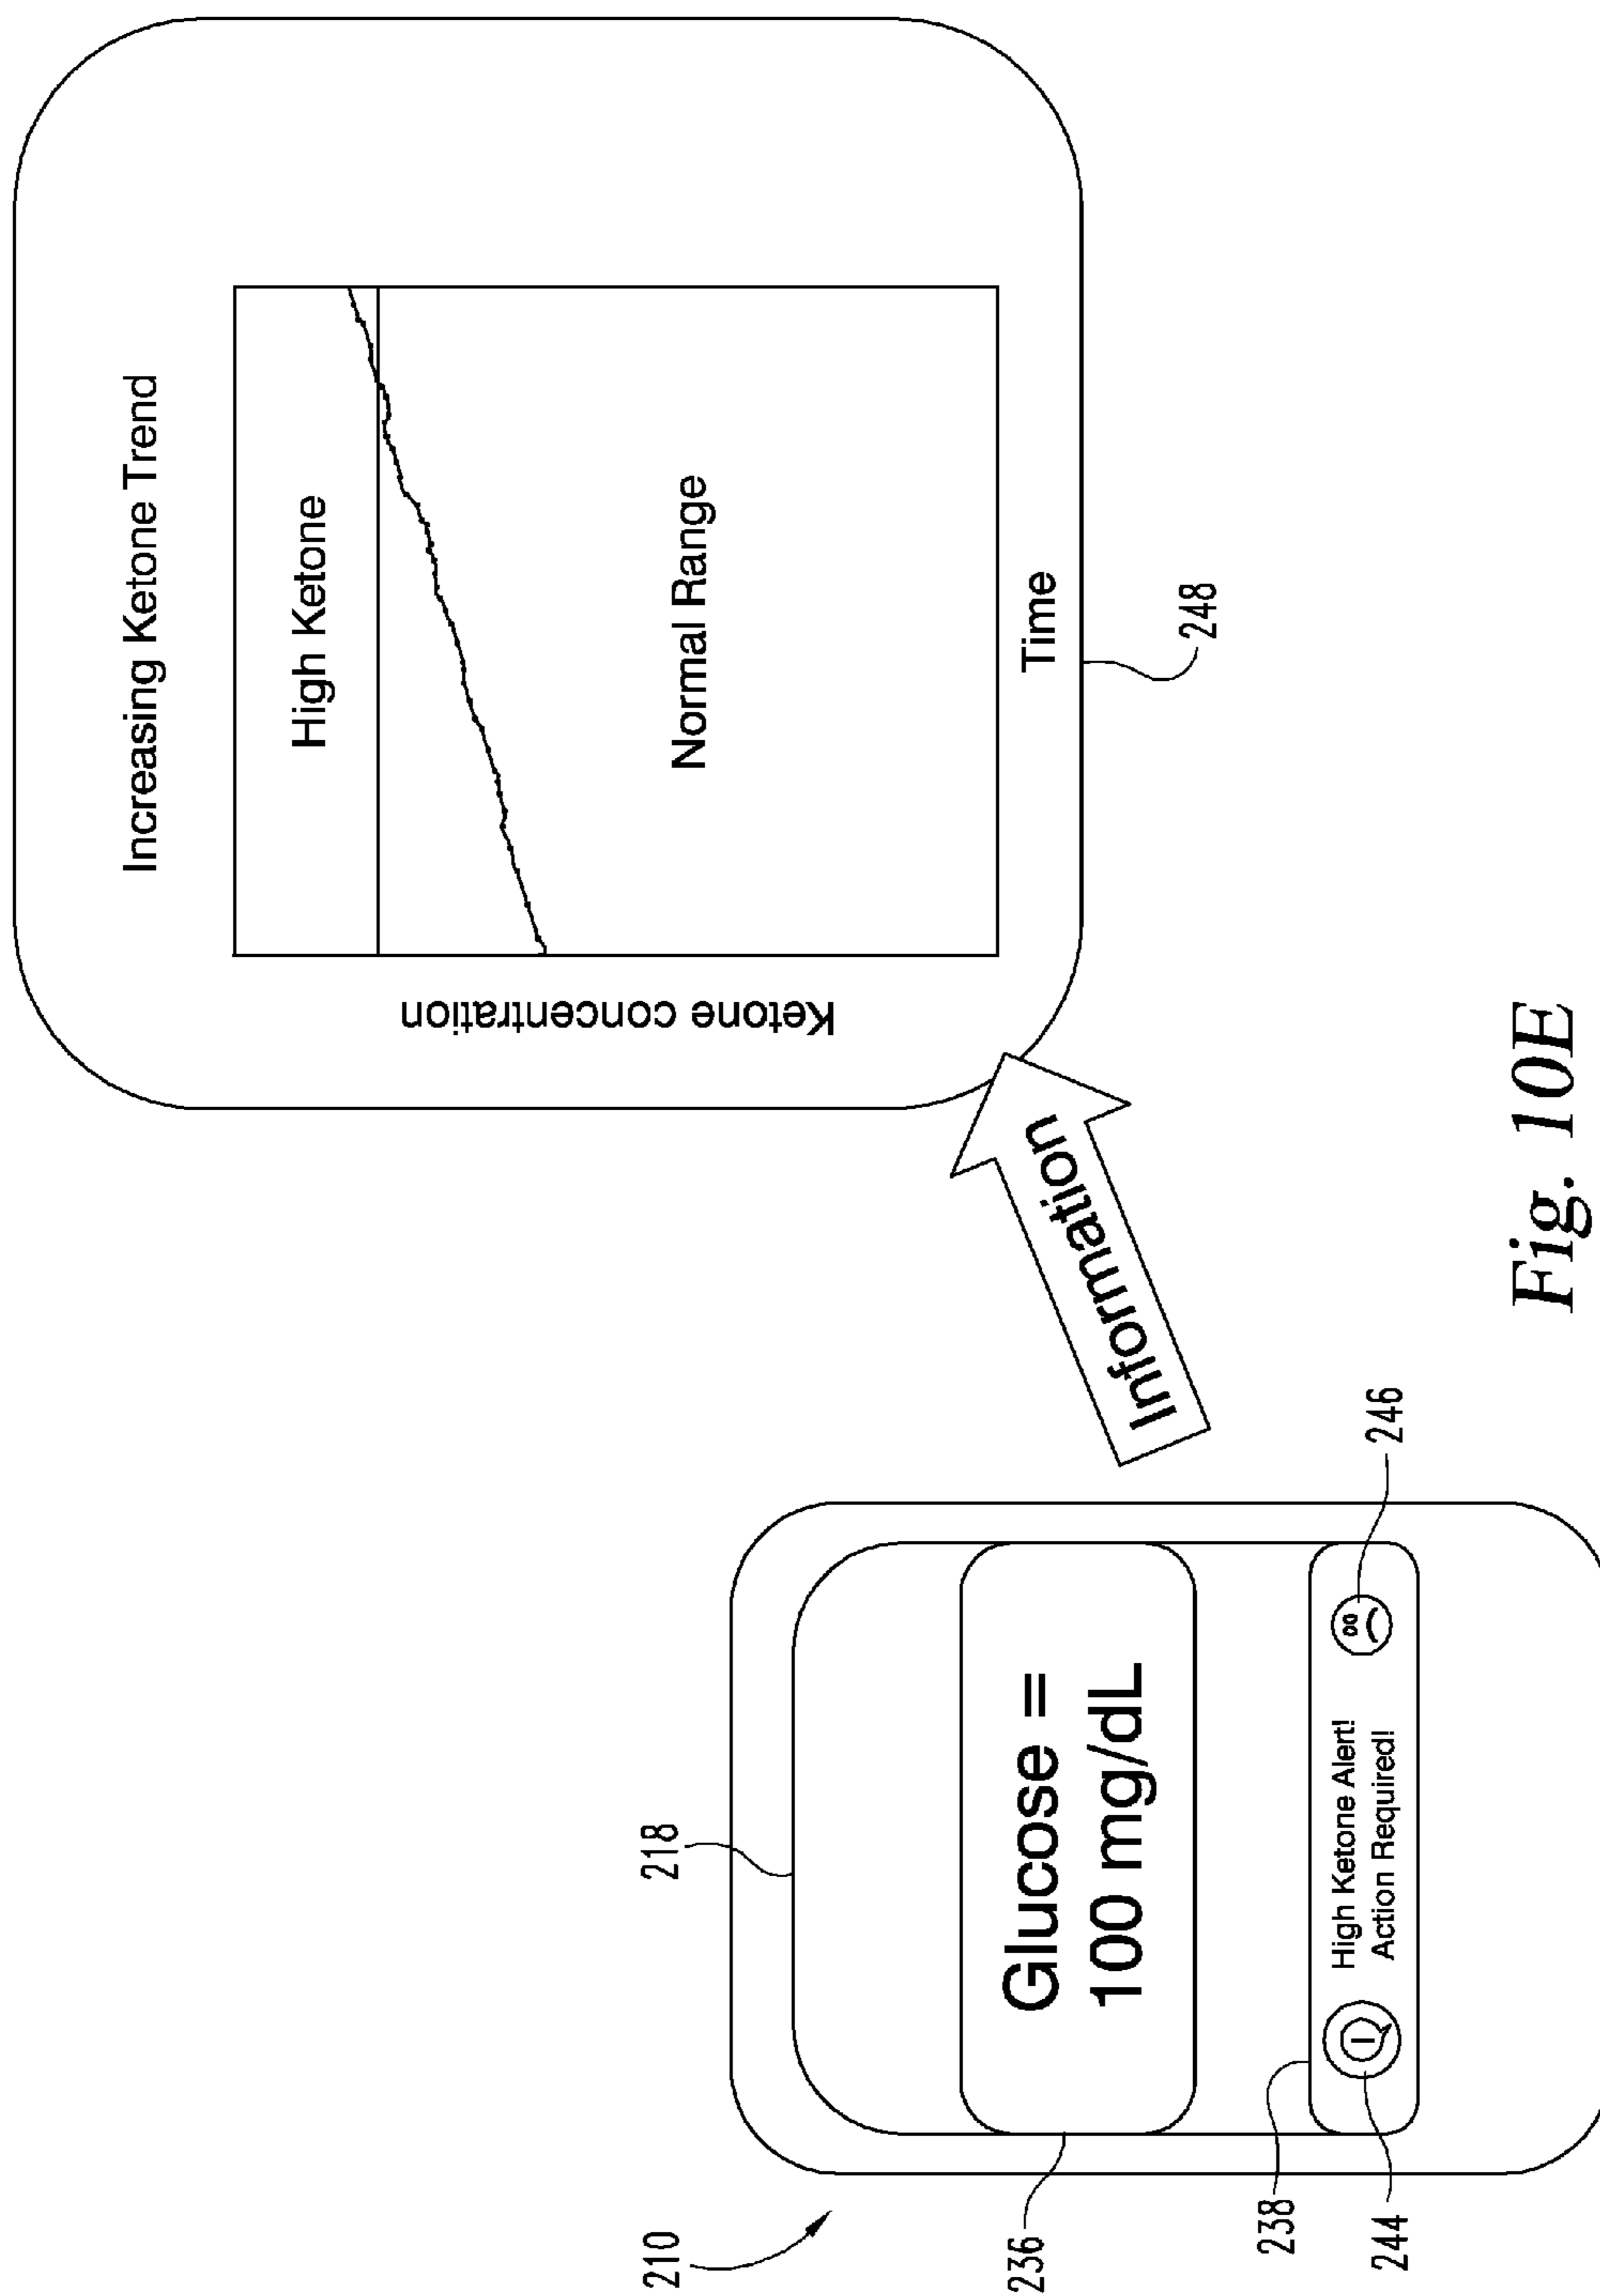 210
218
Glucose =
100 mg/dL
236
238
High Ketone Alert!
Action Required!
244
246
Information
Increasing Ketone Trend
High Ketone
Normal Range
Ketone concentration
Time
248
Fig. 10E